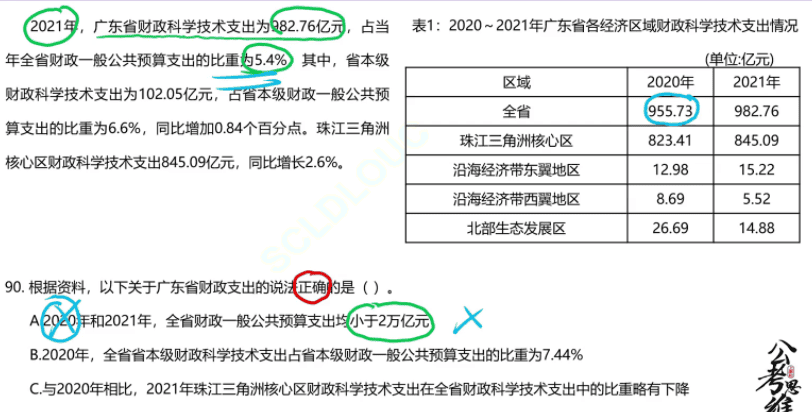 2021年，广东省财政科学技术支出为982.76亿元，占当
年全省财政一般公共预算支出的比重为5.4%。其中，省本级
财政科学技术支出为102.05亿元，占省本级财政一般公共预
算支出的比重为6.6%，同比增加0.84个百分点。珠江三角洲
核心区财政科学技术支出845.09亿元，同比增长2.6%。
表1：2020～2021年广东省各经济区域财政科学技术支出情况
(单位:亿元)
区域 2020年 2021年
全省 955.73 982.76
珠江三角洲核心区 823.41 845.09
沿海经济带东翼地区 12.98 15.22
沿海经济带西翼地区 8.69 5.52
北部生态发展区 26.69 14.88
SCLDLOUC
90. 根据资料，以下关于广东省财政支出的说法正确的是（ ）。
A.2020年和2021年，全省财政一般公共预算支出均小于2万亿元
B.2020年，全省省本级财政科学技术支出占省本级财政一般公共预算支出的比重为7.44%
C.与2020年相比，2021年珠江三角洲核心区财政科学技术支出在全省财政科学技术支出中的比重略有下降
公考思维